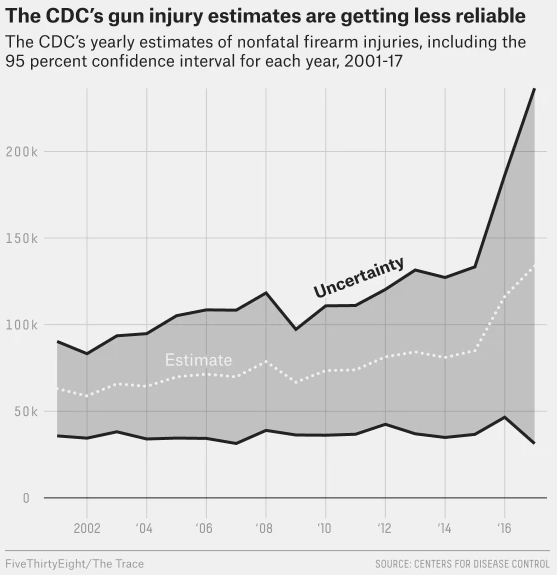 The CDC's gun injury estimates are getting less reliable
The CDC's yearly estimates of nonfatal firearm injuries, including the
95 percent confidence interval for each year, 2001-17
200k
150k
Uncertainty
100k
Estimate
50k
0
2002 '04 '06 '08 '10 '12 '14 '16
FiveThirtyEight/The Trace
SOURCE: CENTERS FOR DISEASE CONTROL